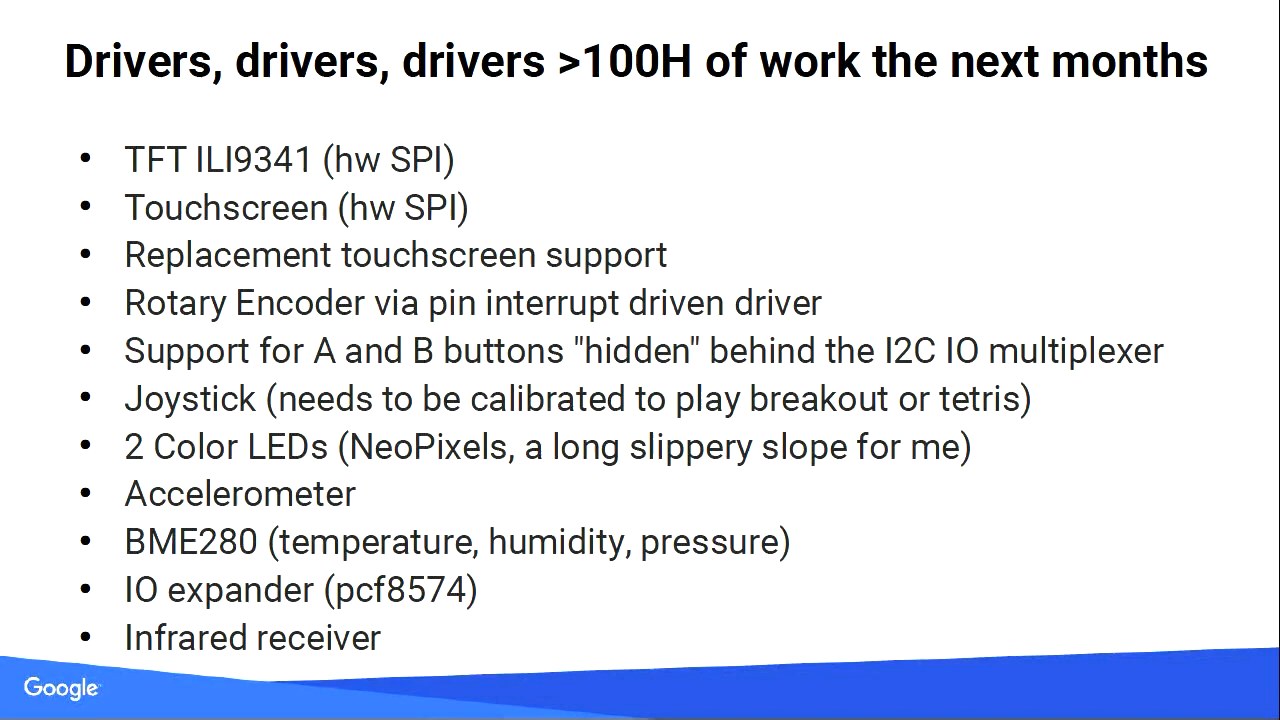 Drivers, drivers, drivers >100H of work the next months
• TFT ILI9341 (hw SPI)
• Touchscreen (hw SPI)
• Replacement touchscreen support
• Rotary Encoder via pin interrupt driven driver
• Support for A and B buttons "hidden" behind the I2C IO multiplexer
• Joystick (needs to be calibrated to play breakout or tetris)
• 2 Color LEDs (NeoPixels, a long slippery slope for me)
• Accelerometer
• BME280 (temperature, humidity, pressure)
• IO expander (pcf8574)
• Infrared receiver
Google